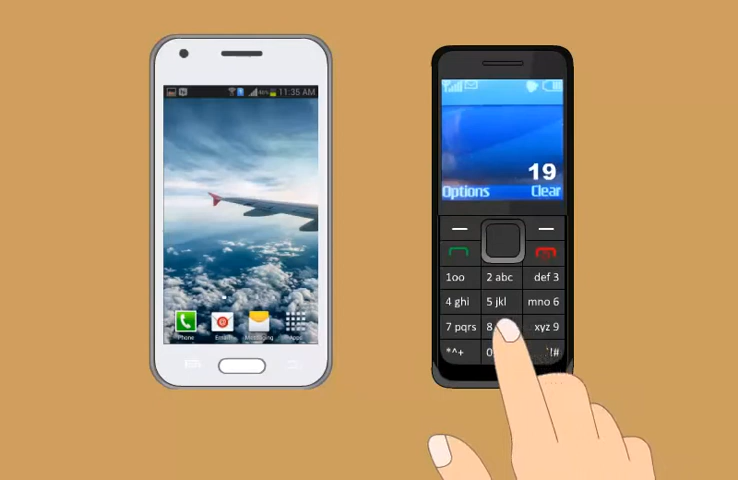 46% 11:35 AM
Phone Email Messaging Apps
19
Options Clear
1oo 2 abc def 3
4 ghi 5 jkl mno 6
7 pqrs 8 xyz 9
*^+ 0 `!#